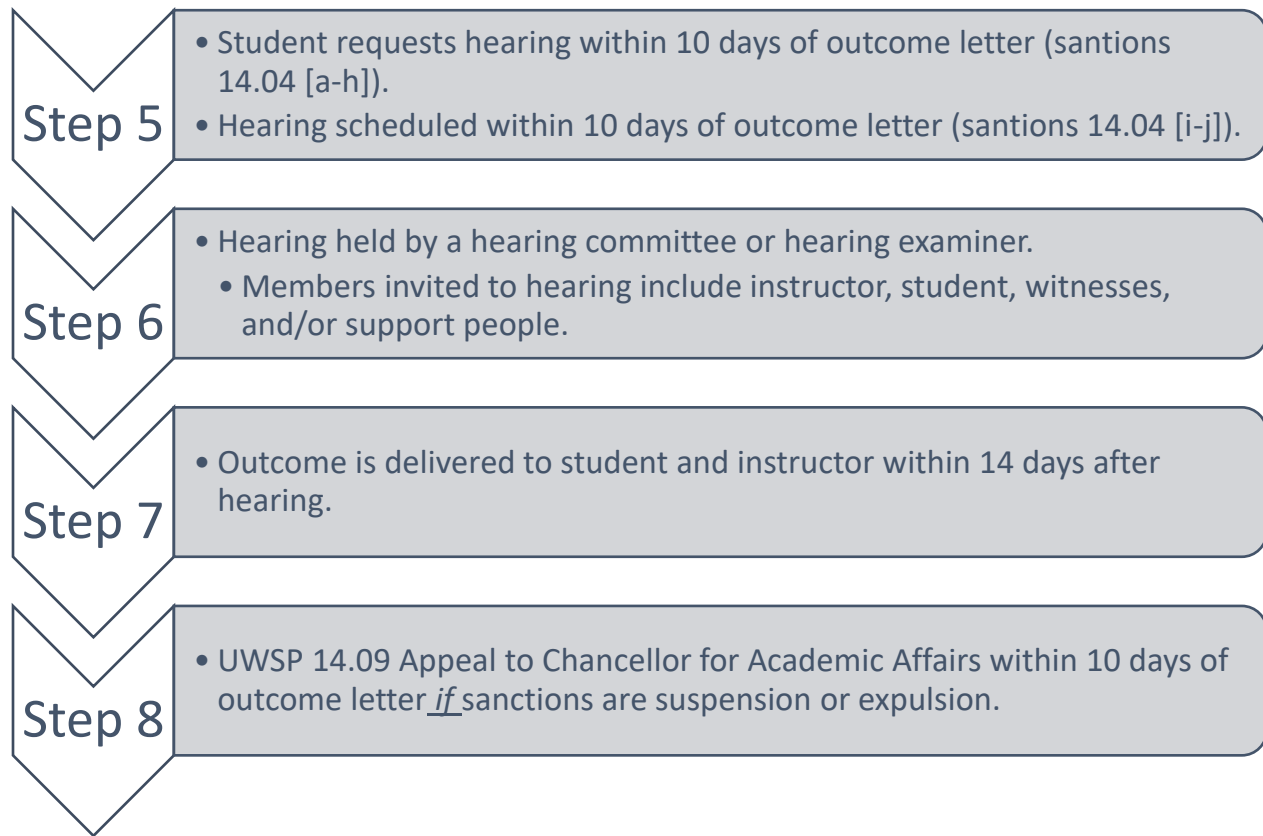 Step 5
• Student requests hearing within 10 days of outcome letter (santions
14.04 [a-h]).
• Hearing scheduled within 10 days of outcome letter (santions 14.04 [i-j]).
Step 6
• Hearing held by a hearing committee or hearing examiner.
• Members invited to hearing include instructor, student, witnesses,
and/or support people.
Step 7
• Outcome is delivered to student and instructor within 14 days after
hearing.
Step 8
• UWSP 14.09 Appeal to Chancellor for Academic Affairs within 10 days of
outcome letter if sanctions are suspension or expulsion.